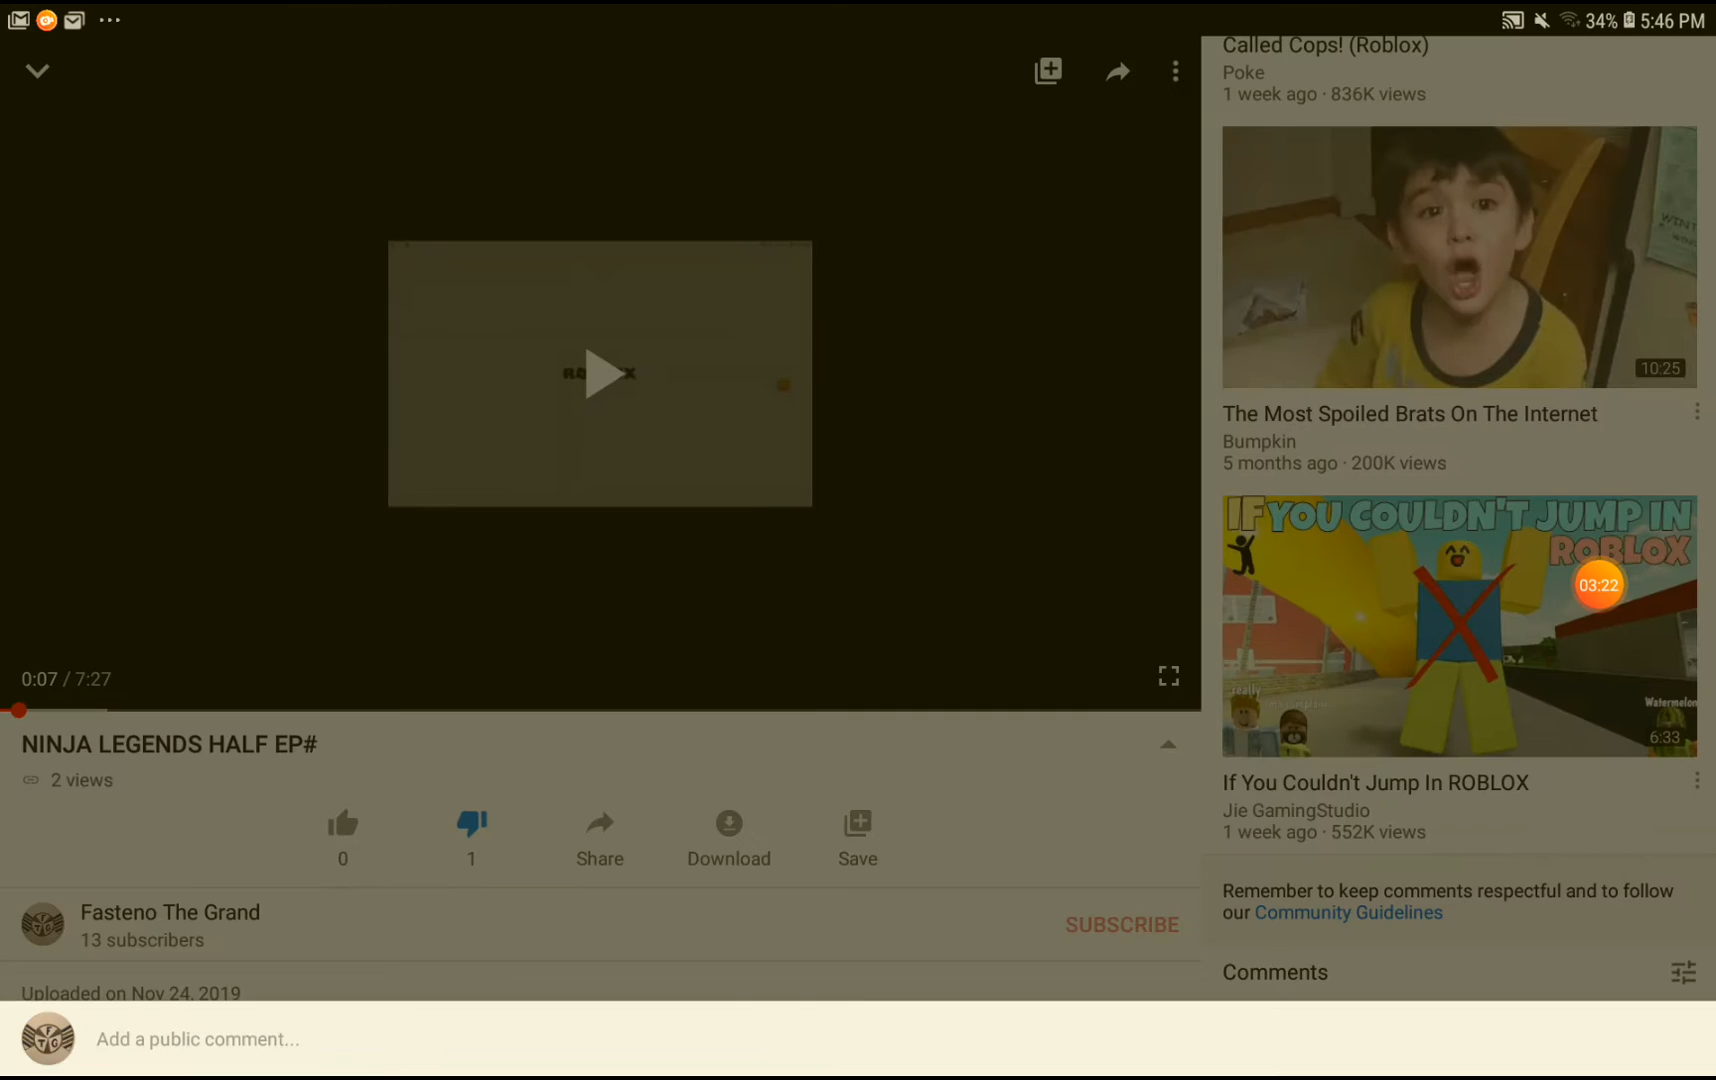 34% 5:46 PM
Called Cops! (Roblox)
Poke
1 week ago · 836K views
10:25
The Most Spoiled Brats On The Internet
Bumpkin
5 months ago · 200K views
IF YOU COULDN'T JUMP IN
ROBLOX
03:22
really
Watermelon
6:33
If You Couldn't Jump In ROBLOX
Jie GamingStudio
1 week ago · 552K views
Remember to keep comments respectful and to follow
our Community Guidelines
Comments
0:07 / 7:27
NINJA LEGENDS HALF EP#
2 views
0 1 Share Download Save
Fasteno The Grand
13 subscribers
SUBSCRIBE
Uploaded on Nov 24, 2019
F
T G
Add a public comment...